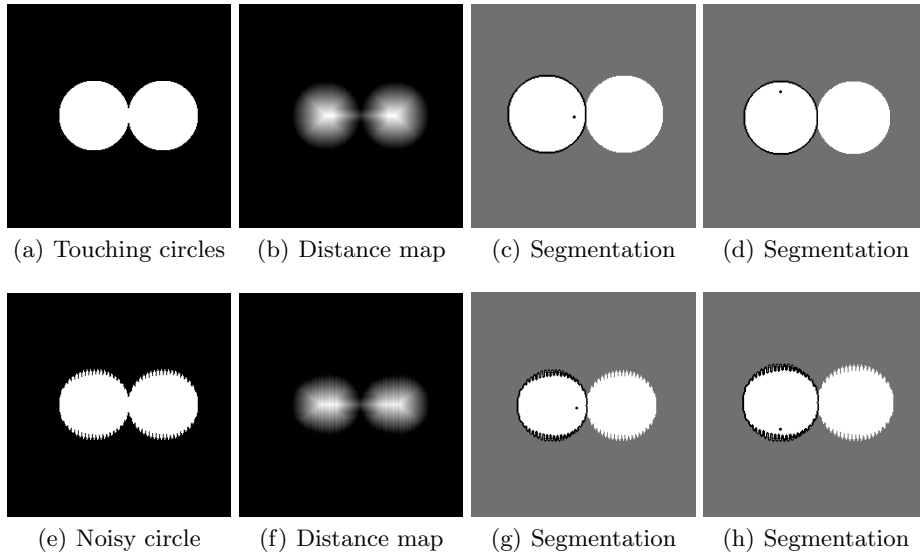 (a) Touching circles (b) Distance map (c) Segmentation (d) Segmentation
(e) Noisy circle (f) Distance map (g) Segmentation (h) Segmentation